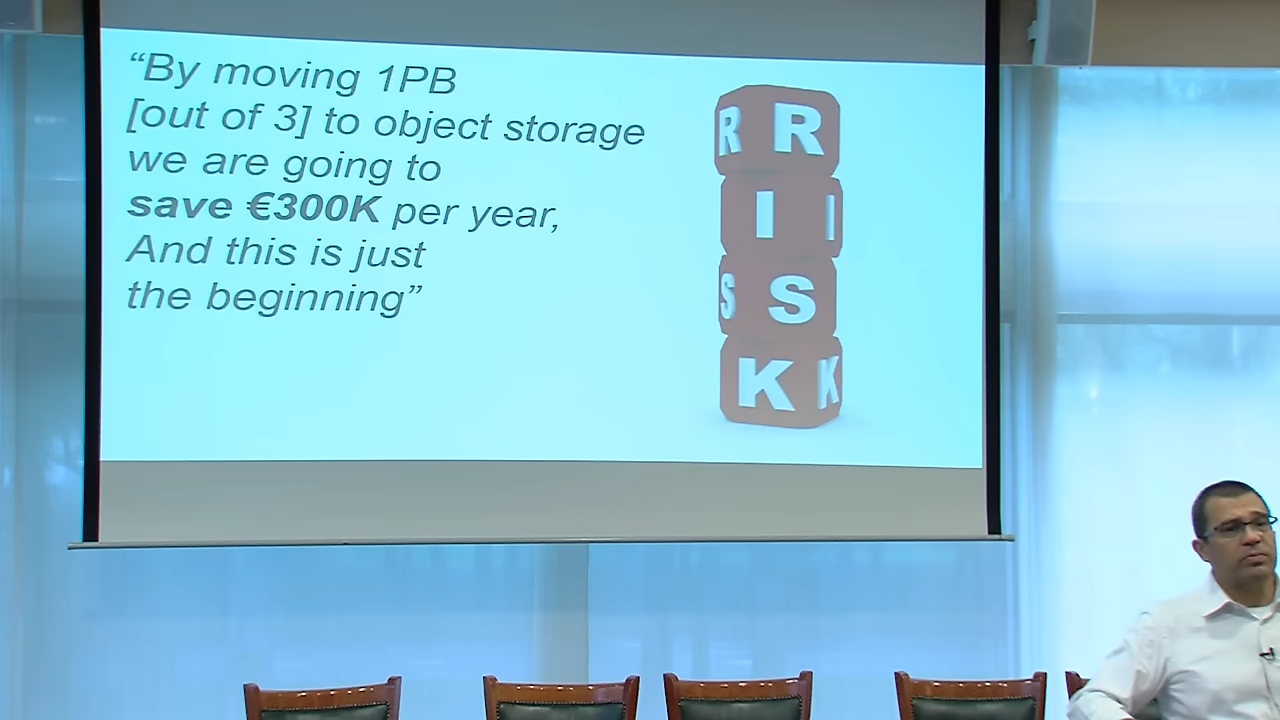 “By moving 1PB
[out of 3] to object storage
we are going to
save €300K per year,
And this is just
the beginning”
R R
I I
S S
K K